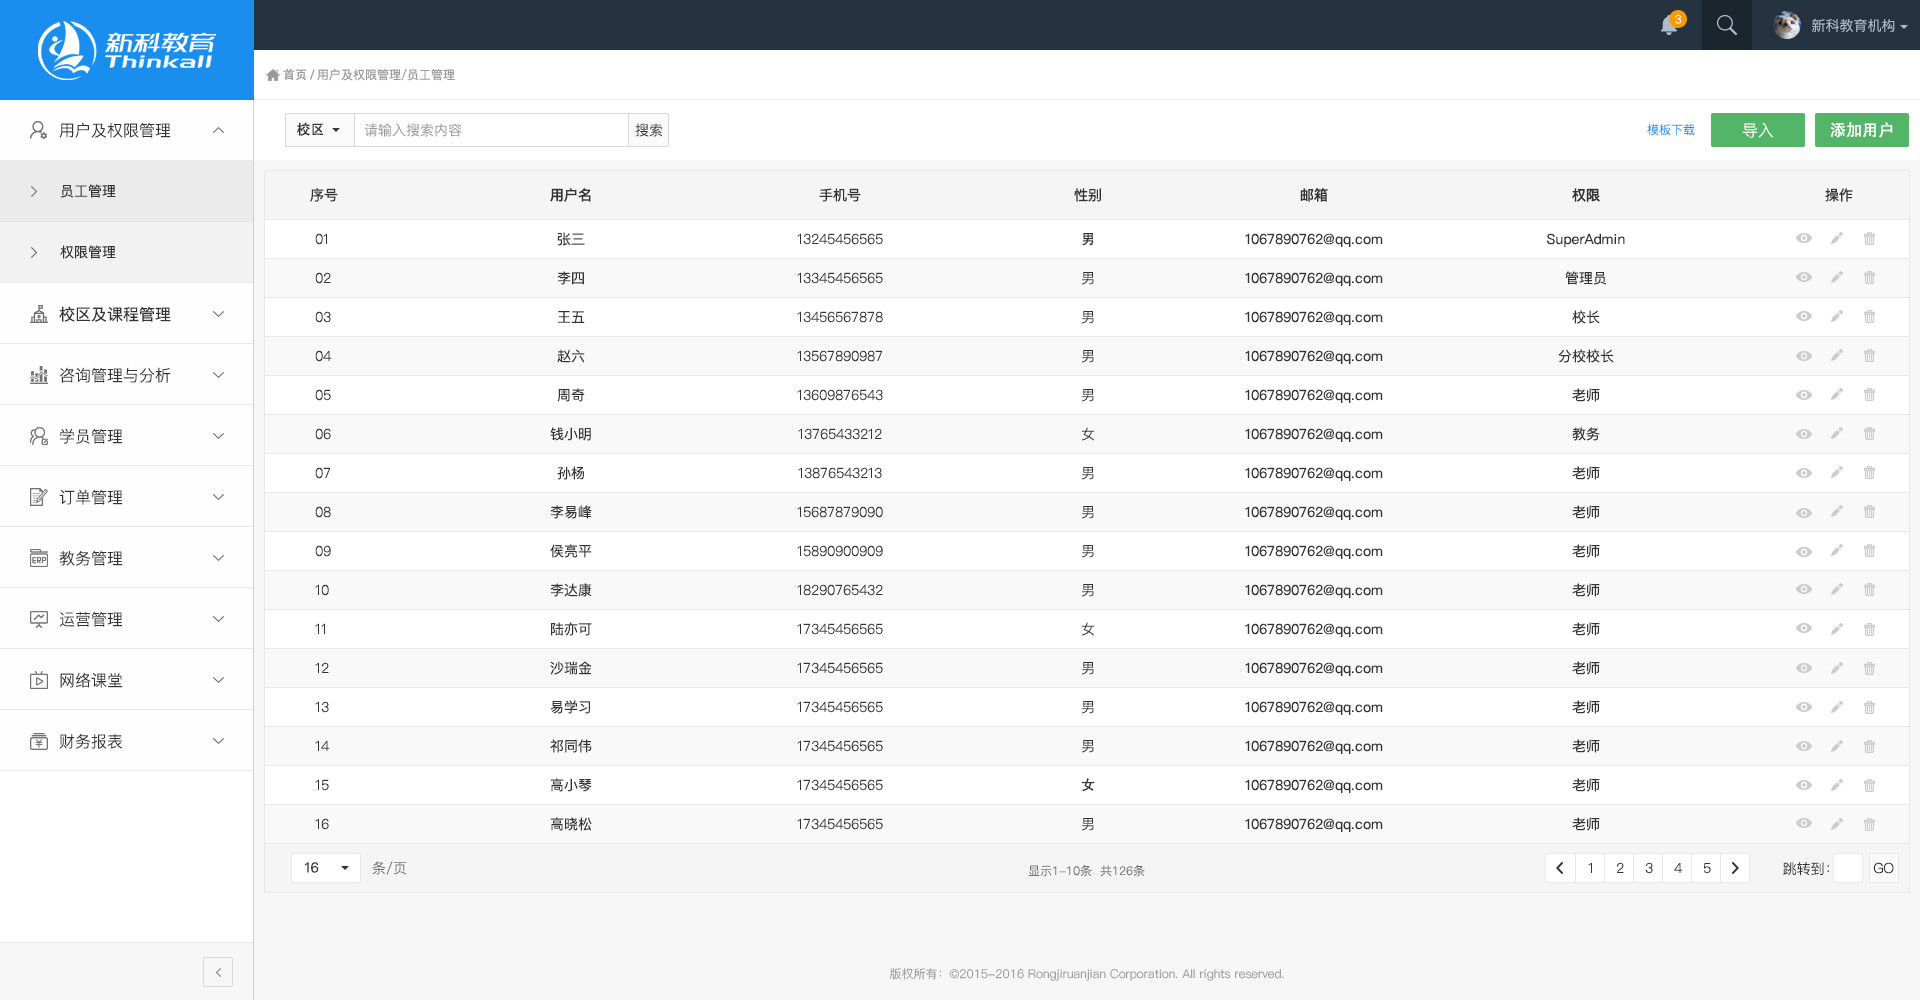 新科教育
Thinkall
3
新科教育机构
首页 / 用户及权限管理/员工管理
用户及权限管理
员工管理
权限管理
校区及课程管理
咨询管理与分析
学员管理
订单管理
ERP 教务管理
运营管理
网络课堂
财务报表
校区 请输入搜索内容 搜索 模板下载 导入 添加用户
序号 用户名 手机号 性别 邮箱 权限 操作
01 张三 13245456565 男 1067890762@qq.com SuperAdmin
02 李四 13345456565 男 1067890762@qq.com 管理员
03 王五 13456567878 男 1067890762@qq.com 校长
04 赵六 13567890987 男 1067890762@qq.com 分校校长
05 周奇 13609876543 男 1067890762@qq.com 老师
06 钱小明 13765433212 女 1067890762@qq.com 教务
07 孙杨 13876543213 男 1067890762@qq.com 老师
08 李易峰 15687879090 男 1067890762@qq.com 老师
09 侯亮平 15890900909 男 1067890762@qq.com 老师
10 李达康 18290765432 男 1067890762@qq.com 老师
11 陆亦可 17345456565 女 1067890762@qq.com 老师
12 沙瑞金 17345456565 男 1067890762@qq.com 老师
13 易学习 17345456565 男 1067890762@qq.com 老师
14 祁同伟 17345456565 男 1067890762@qq.com 老师
15 高小琴 17345456565 女 1067890762@qq.com 老师
16 高晓松 17345456565 男 1067890762@qq.com 老师
16 条/页 显示1-10条 共126条 1 2 3 4 5 跳转到: GO
版权所有：©2015-2016 Rongjiruanjian Corporation. All rights reserved.